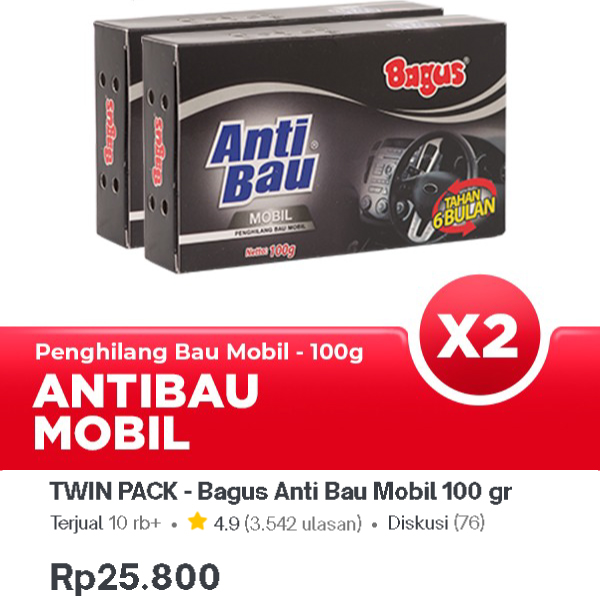 Bagus
Bagus
Bagus®
Anti
Bau®
MOBIL
PENGHILANG BAU MOBIL
Netto: 100g
TAHAN
6 BULAN
X2
Penghilang Bau Mobil - 100g
ANTIBAU
MOBIL
TWIN PACK - Bagus Anti Bau Mobil 100 gr
Terjual 10 rb+ • 4.9 (3.542 ulasan) • Diskusi (76)
Rp25.800